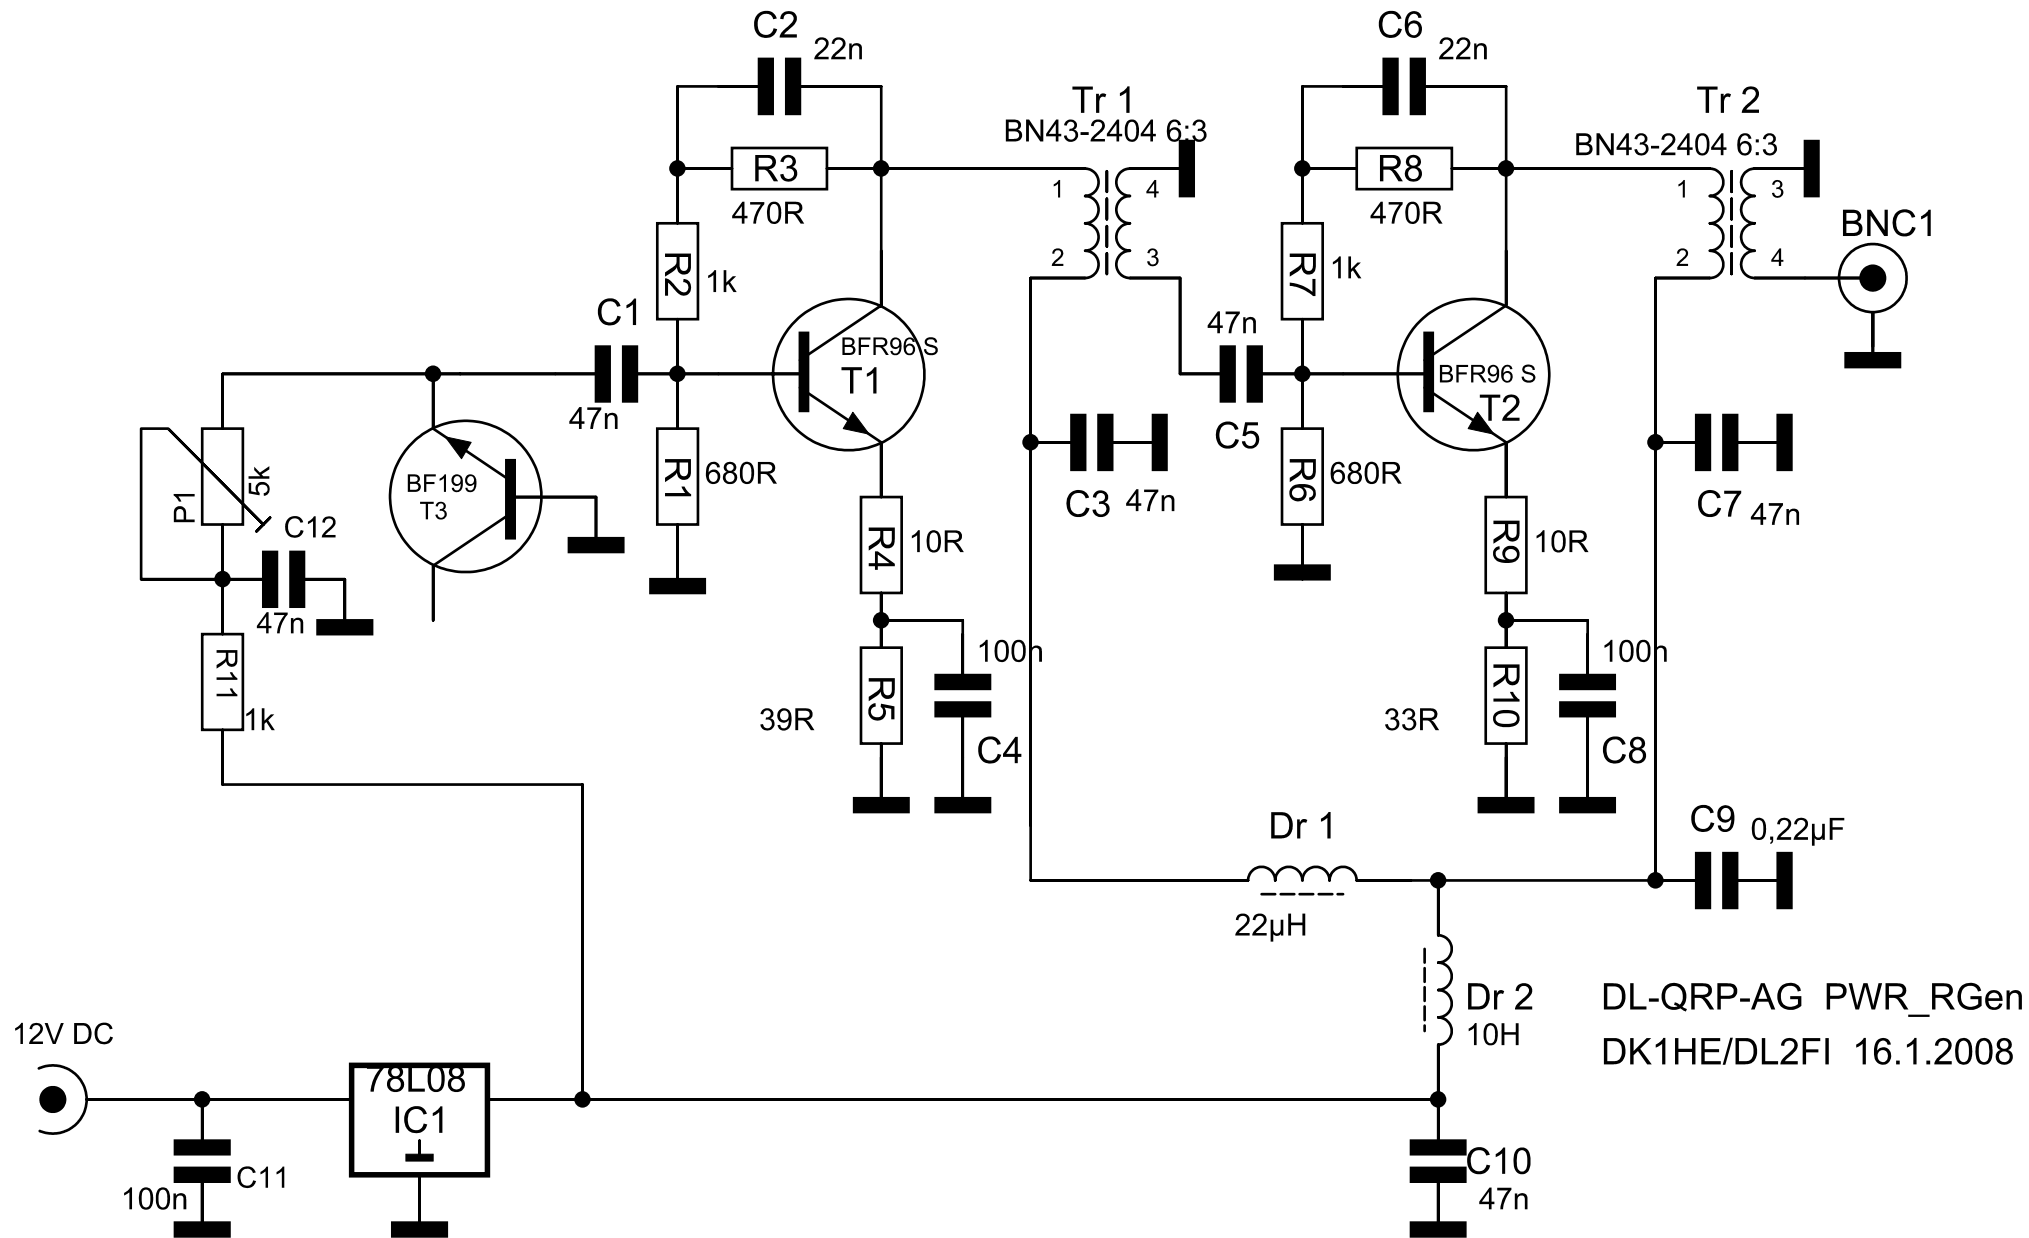 C2
22n
C6
22n
Tr 1
BN43-2404 6:3
Tr 2
BN43-2404 6:3
R3
470R
R8
470R
1
4
2
3
1
3
2
4
BNC1
R2
1k
R7
1k
C1
47n
BFR96 S
T1
47n
C5
BFR96 S
T2
P1
5k
BF199
T3
R1
680R
R6
680R
C3
47n
C7
47n
C12
47n
R4
10R
R9
10R
R11
1k
39R
R5
100n
C4
33R
R10
100n
C8
Dr 1
22µH
C9
0,22µF
Dr 2
10H
DL-QRP-AG PWR_RGen
DK1HE/DL2FI 16.1.2008
12V DC
78L08
IC1
C11
100n
C10
47n